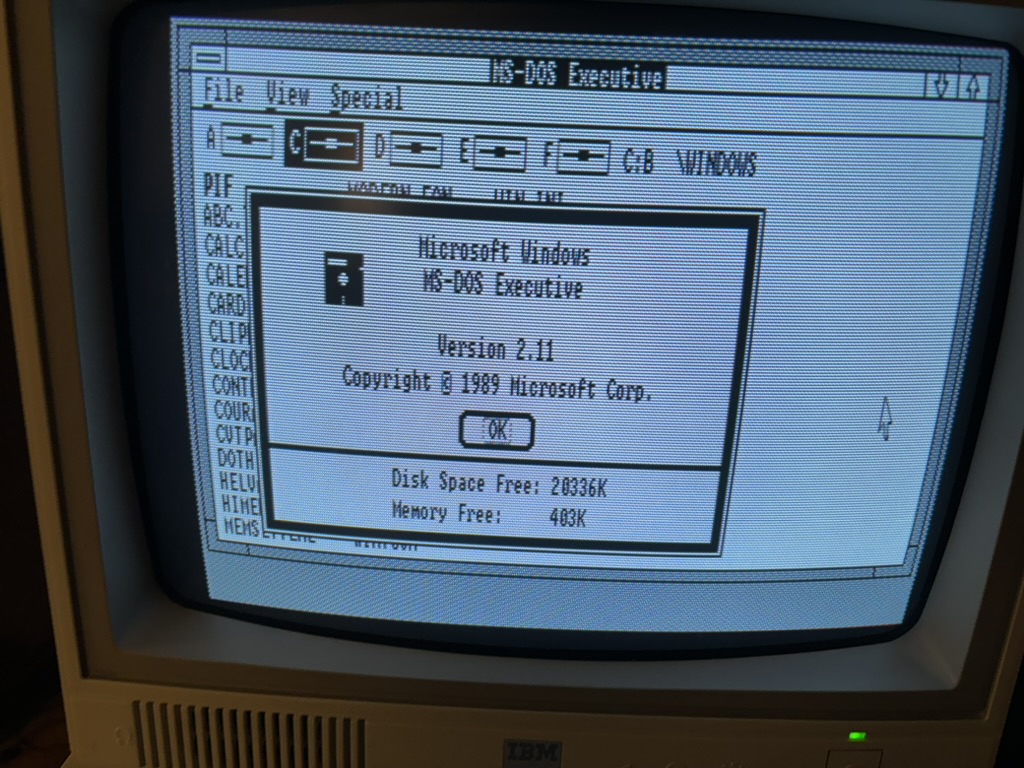 MS-DOS Executive
File View Special
A C D E F C:B \WINDOWS
PIF
ABC.
CALC
CALE
CARD
CLIP
CLOC
CONT
COUR
CVTP
DOTH
HELV
HIME
MEMS
Microsoft Windows
MS-DOS Executive
Version 2.11
Copyright © 1989 Microsoft Corp.
OK
Disk Space Free: 20336K
Memory Free: 403K
IBM